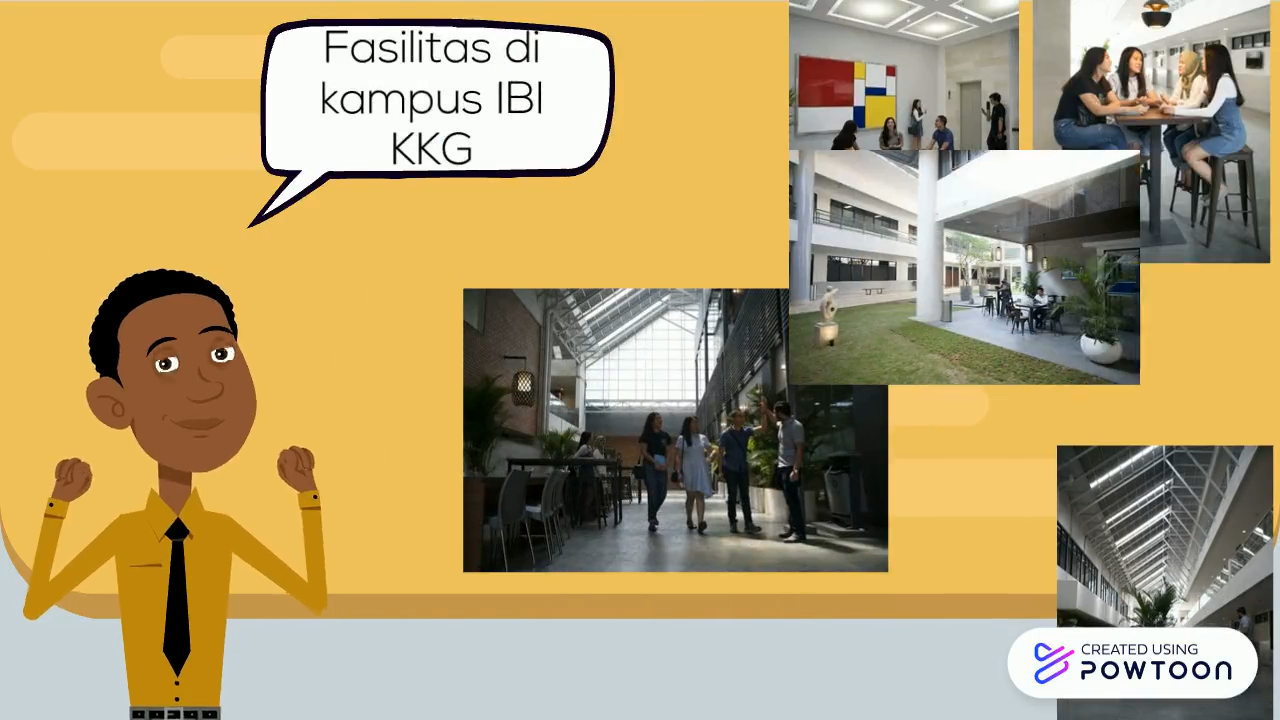 Fasilitas di
kampus IBI
KKG
CREATED USING
POWTOON